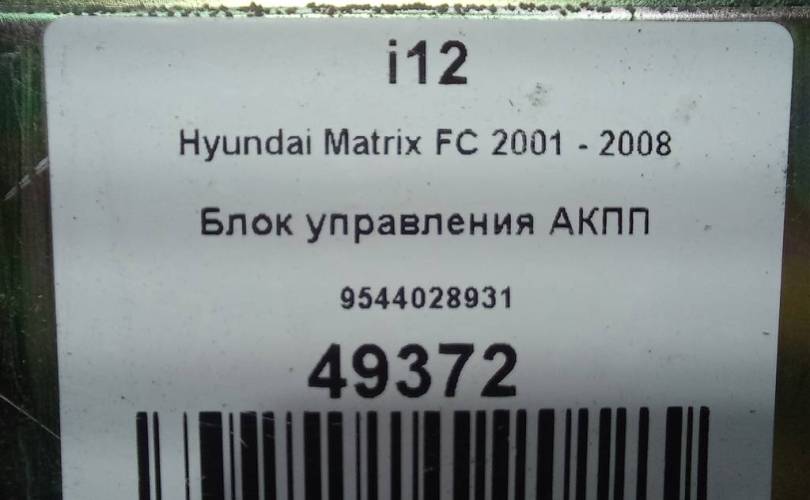 i12
Hyundai Matrix FC 2001 - 2008
Блок управления АКПП
9544028931
49372